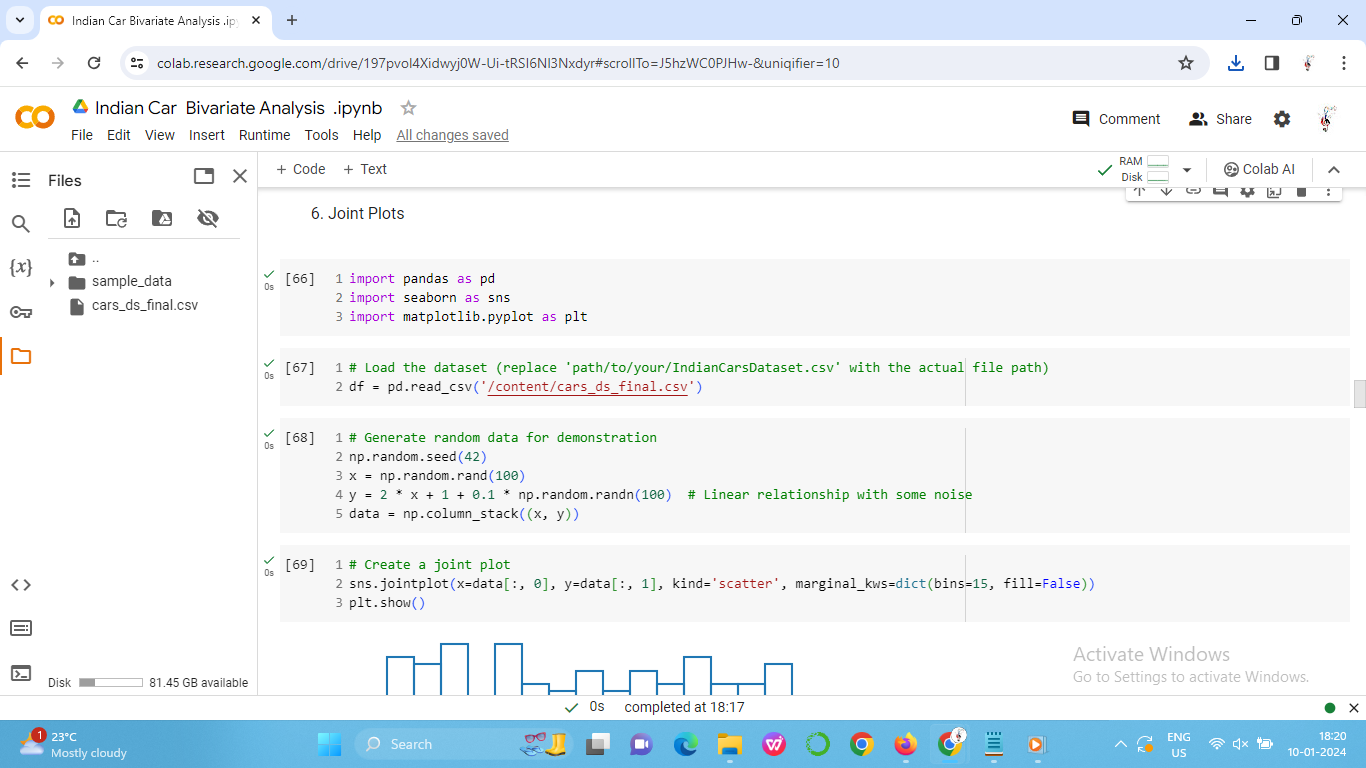 Indian Car Bivariate Analysis .ip
colab.research.google.com/drive/197pvol4Xidwyj0W-Ui-tRSI6NI3Nxdyr#scrollTo=J5hzWC0PJHw-&uniqifier=10
Indian Car Bivariate Analysis .ipynb
File Edit View Insert Runtime Tools Help All changes saved
Comment Share
Files
+ Code + Text
RAM
Disk
Colab AI
..
sample_data
cars_ds_final.csv
6. Joint Plots
0s
[66]
1 import pandas as pd
2 import seaborn as sns
3 import matplotlib.pyplot as plt
0s
[67]
1 # Load the dataset (replace 'path/to/your/IndianCarsDataset.csv' with the actual file path)
2 df = pd.read_csv('/content/cars_ds_final.csv')
0s
[68]
1 # Generate random data for demonstration
2 np.random.seed(42)
3 x = np.random.rand(100)
4 y = 2 * x + 1 + 0.1 * np.random.randn(100)  # Linear relationship with some noise
5 data = np.column_stack((x, y))
0s
[69]
1 # Create a joint plot
2 sns.jointplot(x=data[:, 0], y=data[:, 1], kind='scatter', marginal_kws=dict(bins=15, fill=False))
3 plt.show()
Activate Windows
Go to Settings to activate Windows.
Disk 81.45 GB available
0s completed at 18:17
1
23°C
Mostly cloudy
Search
ENG
US
18:20
10-01-2024